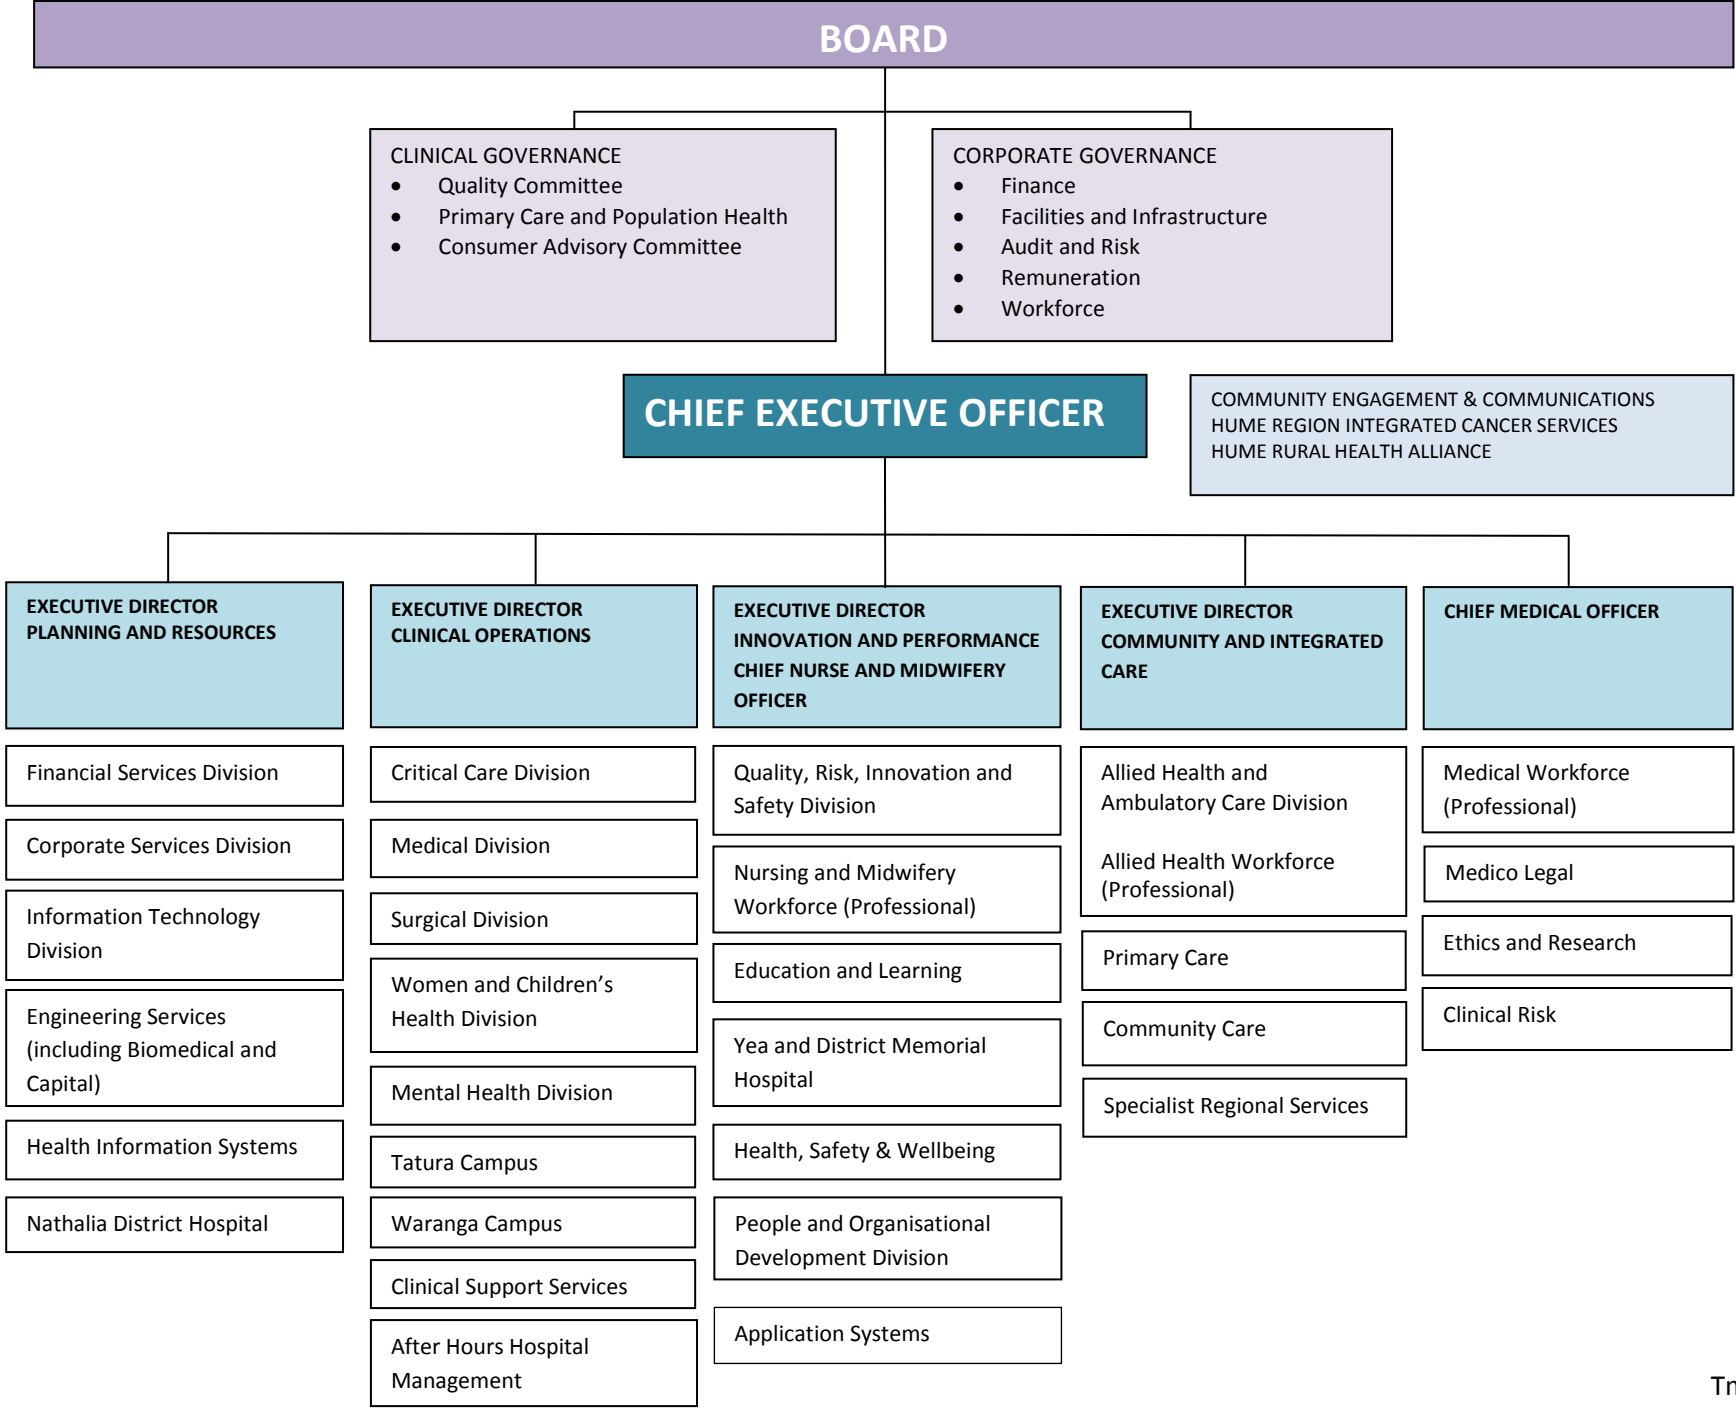 BOARD
CLINICAL GOVERNANCE
• Quality Committee
• Primary Care and Population Health
• Consumer Advisory Committee
CORPORATE GOVERNANCE
• Finance
• Facilities and Infrastructure
• Audit and Risk
• Remuneration
• Workforce
CHIEF EXECUTIVE OFFICER
COMMUNITY ENGAGEMENT & COMMUNICATIONS
HUME REGION INTEGRATED CANCER SERVICES
HUME RURAL HEALTH ALLIANCE
EXECUTIVE DIRECTOR
PLANNING AND RESOURCES
Financial Services Division
Corporate Services Division
Information Technology
Division
Engineering Services
(including Biomedical and
Capital)
Health Information Systems
Nathalia District Hospital
EXECUTIVE DIRECTOR
CLINICAL OPERATIONS
Critical Care Division
Medical Division
Surgical Division
Women and Children’s
Health Division
Mental Health Division
Tatura Campus
Waranga Campus
Clinical Support Services
After Hours Hospital
Management
EXECUTIVE DIRECTOR
INNOVATION AND PERFORMANCE
CHIEF NURSE AND MIDWIFERY
OFFICER
Quality, Risk, Innovation and
Safety Division
Nursing and Midwifery
Workforce (Professional)
Education and Learning
Yea and District Memorial
Hospital
Health, Safety & Wellbeing
People and Organisational
Development Division
Application Systems
EXECUTIVE DIRECTOR
COMMUNITY AND INTEGRATED
CARE
Allied Health and
Ambulatory Care Division
Allied Health Workforce
(Professional)
Primary Care
Community Care
Specialist Regional Services
CHIEF MEDICAL OFFICER
Medical Workforce
(Professional)
Medico Legal
Ethics and Research
Clinical Risk